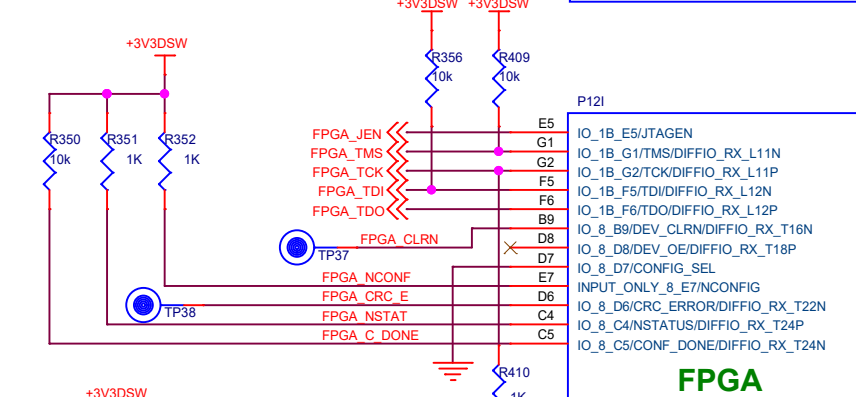 +3V3DSW +3V3DSW
+3V3DSW
R356 R409
10k 10k
P12I
R350 R351 R352
10k 1K 1K
FPGA_JEN E5 IO_1B_E5/JTAGEN
FPGA_TMS G1 IO_1B_G1/TMS/DIFFIO_RX_L11N
FPGA_TCK G2 IO_1B_G2/TCK/DIFFIO_RX_L11P
FPGA_TDI F5 IO_1B_F5/TDI/DIFFIO_RX_L12N
FPGA_TDO F6 IO_1B_F6/TDO/DIFFIO_RX_L12P
B9 IO_8_B9/DEV_CLRN/DIFFIO_RX_T16N
TP37 FPGA_CLRN D8 IO_8_D8/DEV_OE/DIFFIO_RX_T18P
D7 IO_8_D7/CONFIG_SEL
FPGA_NCONF E7 INPUT_ONLY_8_E7/NCONFIG
TP38 FPGA_CRC_E D6 IO_8_D6/CRC_ERROR/DIFFIO_RX_T22N
FPGA_NSTAT C4 IO_8_C4/NSTATUS/DIFFIO_RX_T24P
FPGA_C_DONE C5 IO_8_C5/CONF_DONE/DIFFIO_RX_T24N
R410
1K
FPGA
+3V3DSW